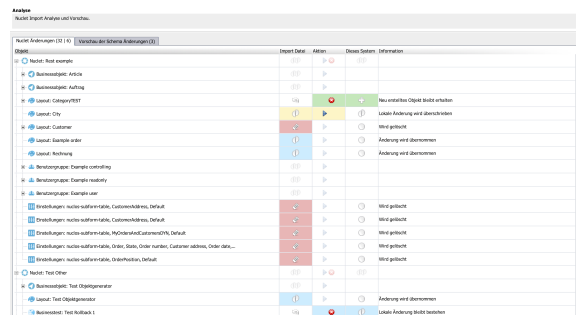 Analyse
Nuclet Import Analyse und Vorschau.
Nuclet Änderungen (32 | 6) Vorschau der Schema Änderungen (3)
Objekt Import Datei Aktion Dieses System Information
Nuclet: Rest example
Businessobjekt: Article
Businessobjekt: Auftrag
Layout: CategoryTEST Neu erstelltes Objekt bleibt erhalten
Layout: City Lokale Änderung wird überschrieben
Layout: Customer Wird gelöscht
Layout: Example order Änderung wird übernommen
Layout: Rechnung Änderung wird übernommen
Benutzergruppe: Example controlling
Benutzergruppe: Example readonly
Benutzergruppe: Example user
Einstellungen: nuclos-subform-table, CustomerAddress, Default Wird gelöscht
Einstellungen: nuclos-subform-table, CustomerAddress, Default Wird gelöscht
Einstellungen: nuclos-subform-table, MyOrdersAndCustomersDYN, Default Wird gelöscht
Einstellungen: nuclos-subform-table, Order, State, Order number, Customer address, Order date,... Wird gelöscht
Einstellungen: nuclos-subform-table, OrderPosition, Default Wird gelöscht
Nuclet: Test Other
Businessobjekt: Test Objektgenerator
Layout: Test Objektgenerator Änderung wird übernommen
Businesstest: Test Rollback 1 Lokale Änderung bleibt bestehen